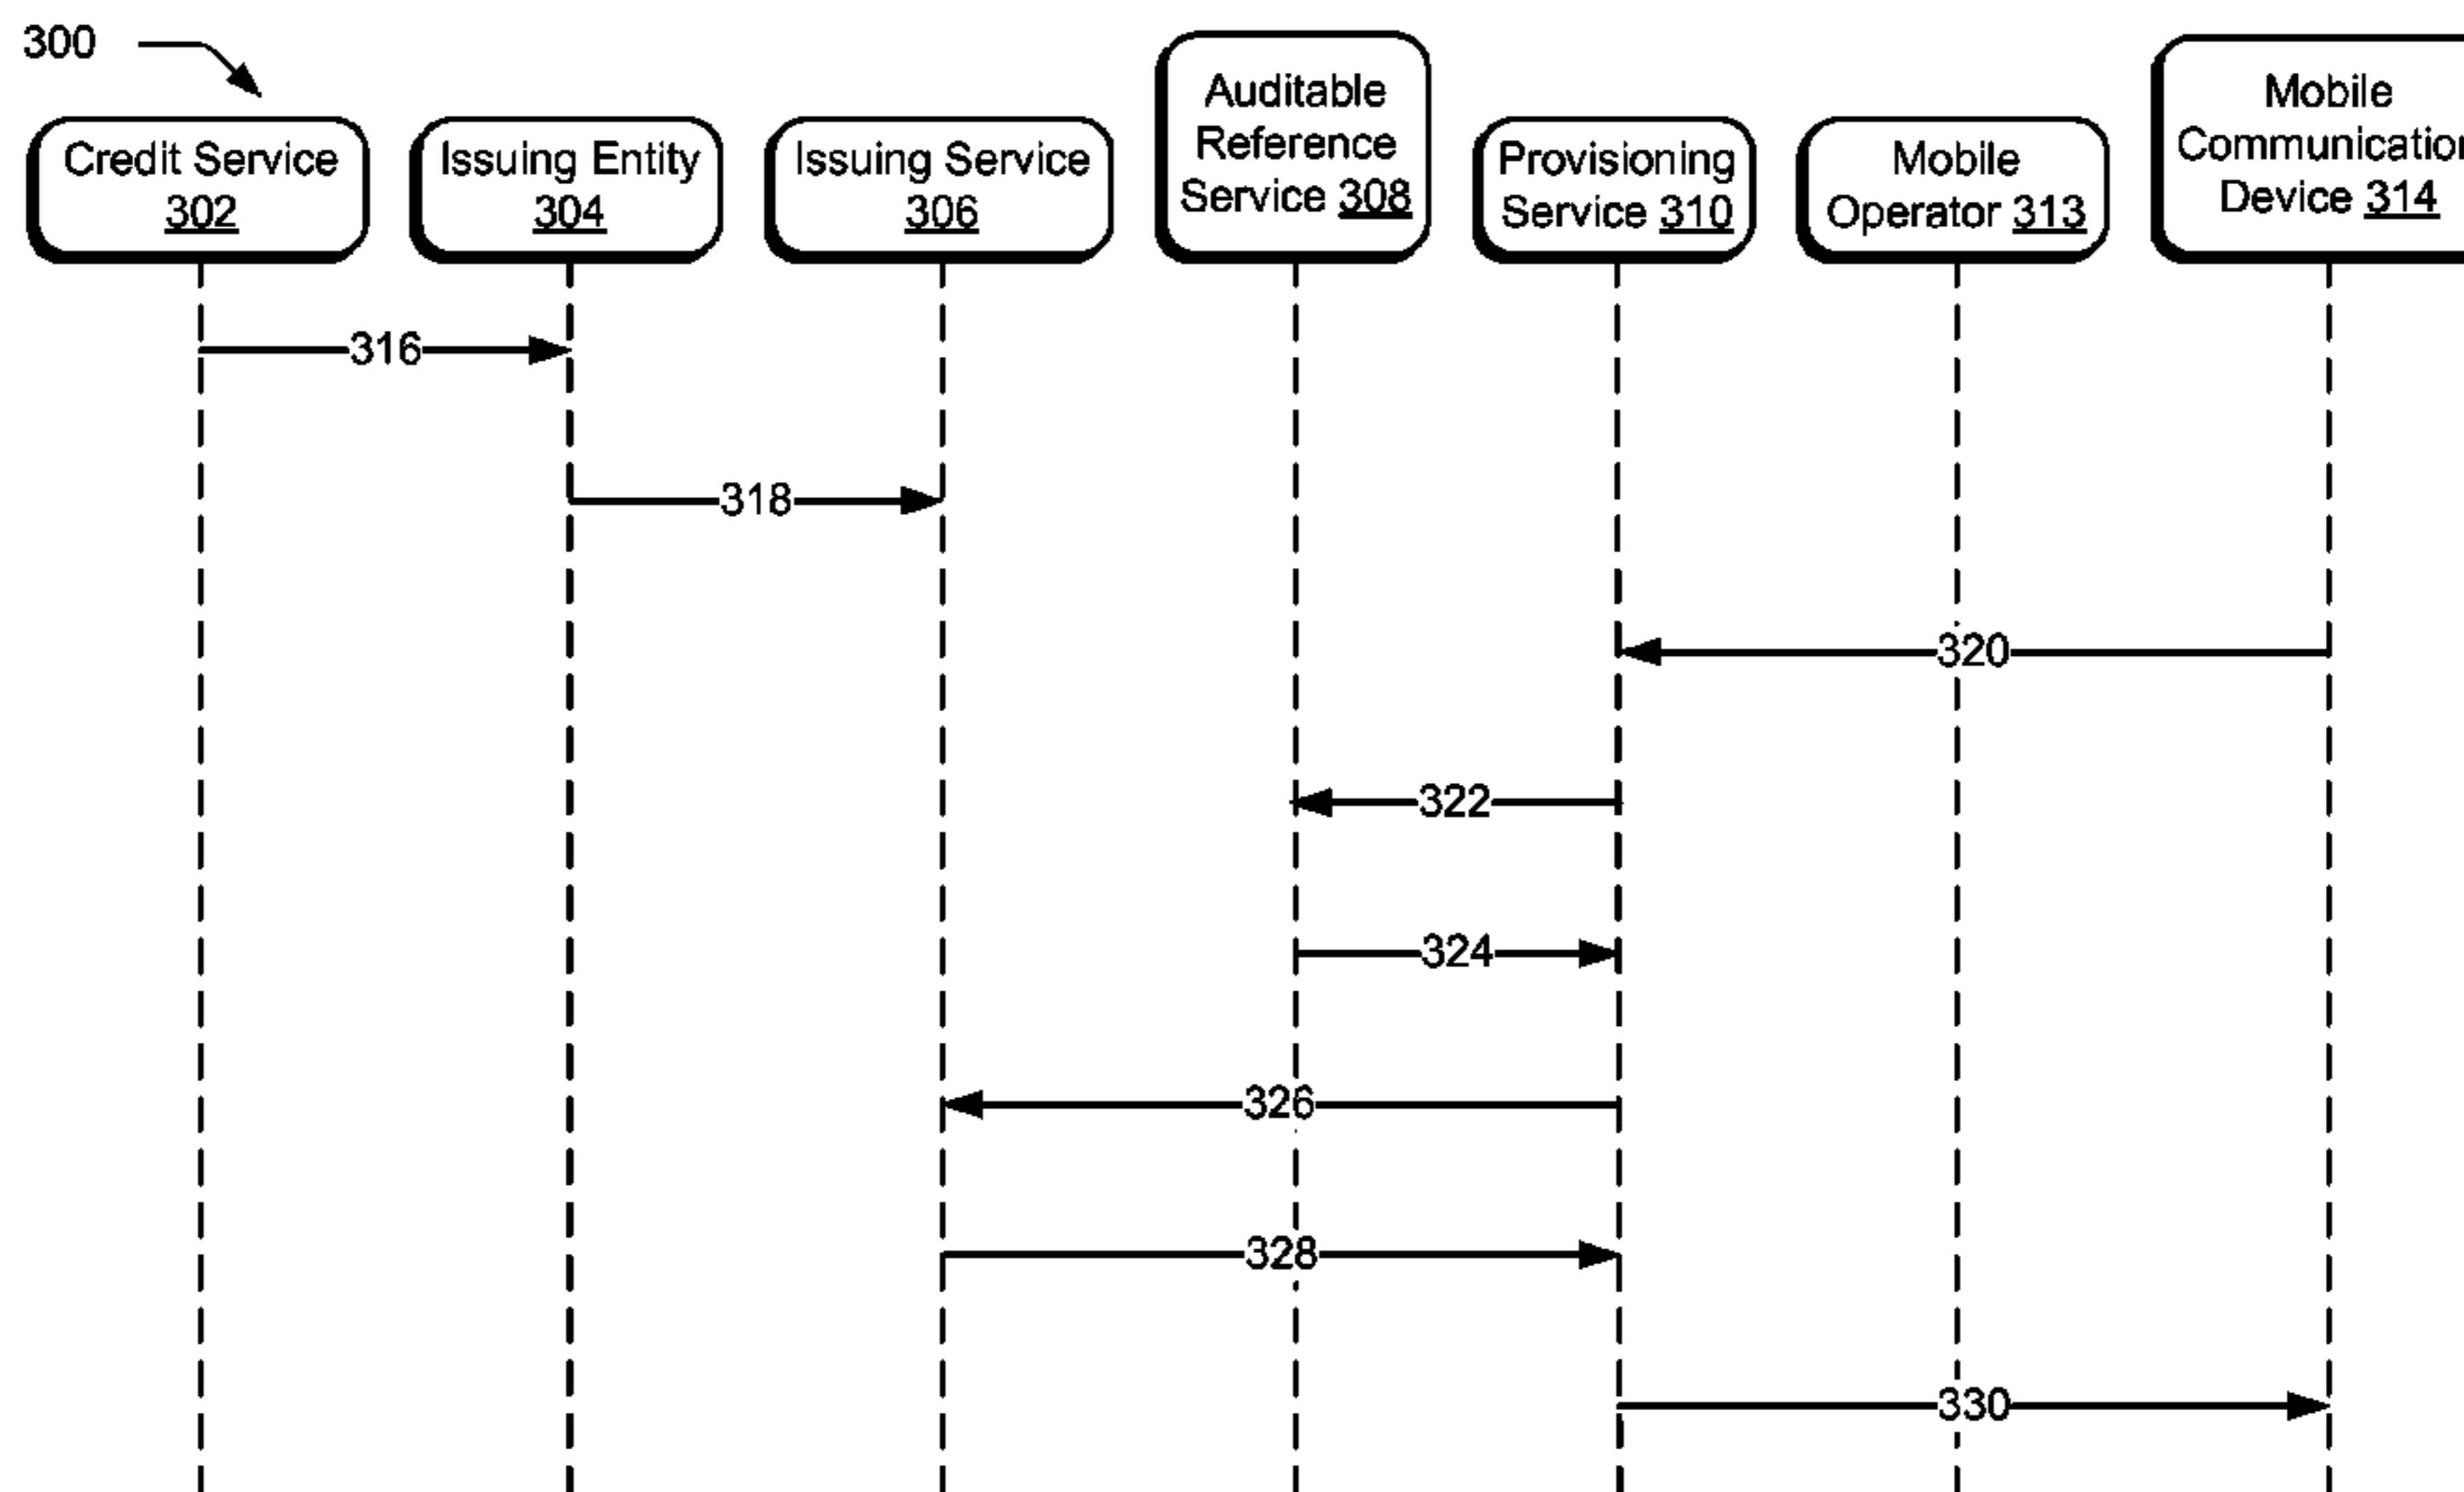 300
Credit Service
302
Issuing Entity
304
Issuing Service
306
Auditable
Reference
Service 308
Provisioning
Service 310
Mobile
Operator 313
Mobile
Communication
Device 314
316
318
320
322
324
326
328
330